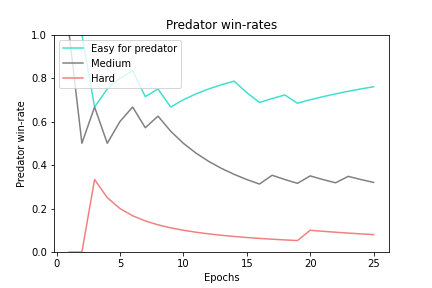 Predator win-rates
Easy for predator
Medium
Hard
Predator win-rate
1.0
0.8
0.6
0.4
0.2
0.0
0 5 10 15 20 25
Epochs